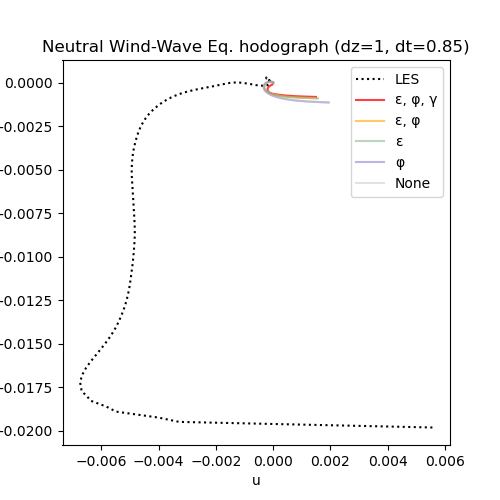 Neutral Wind-Wave Eq. hodograph (dz=1, dt=0.85)
LES
ε, φ, γ
ε, φ
ε
φ
None
0.0000
0.0025
0.0050
0.0075
0.0100
0.0125
0.0150
0.0175
0.0200
−0.006 −0.004 −0.002 0.000 0.002 0.004 0.006
u